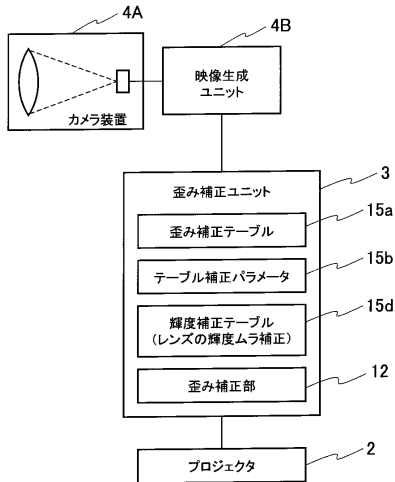 4A
4B
カメラ装置
映像生成
ユニット
3
歪み補正ユニット
15a
歪み補正テーブル
15b
テーブル補正パラメータ
15d
輝度補正テーブル
(レンズの輝度ムラ補正)
12
歪み補正部
2
プロジェクタ